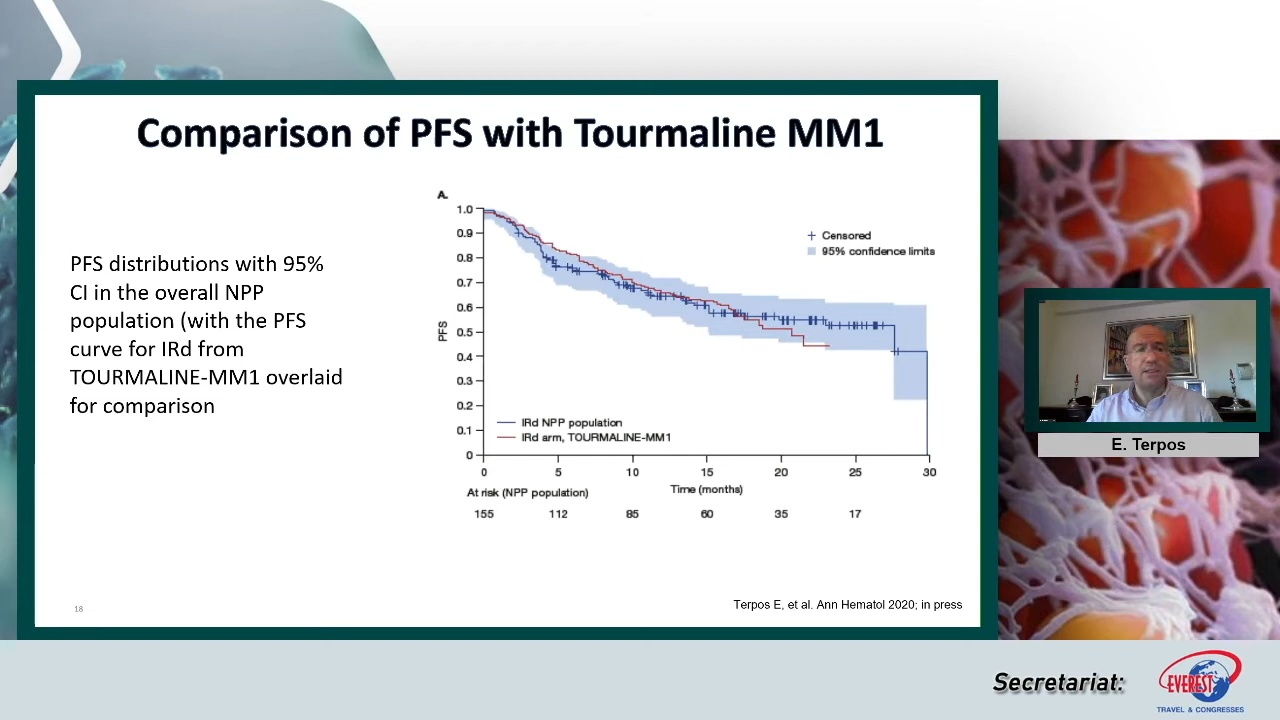 Comparison of PFS with Tourmaline MM1
PFS distributions with 95%
CI in the overall NPP
population (with the PFS
curve for IRd from
TOURMALINE-MM1 overlaid
for comparison
A.
1.0
0.9
0.8
0.7
0.6
0.5
0.4
0.3
0.2
0.1
0
PFS
Censored
95% confidence limits
IRd NPP population
IRd arm, TOURMALINE-MM1
0 5 10 15 20 25 30
Time (months)
At risk (NPP population)
155 112 85 60 35 17
18
Terpos E, et al. Ann Hematol 2020; in press
E. Terpos
Secretariat:
EVEREST
TRAVEL & CONGRESSES